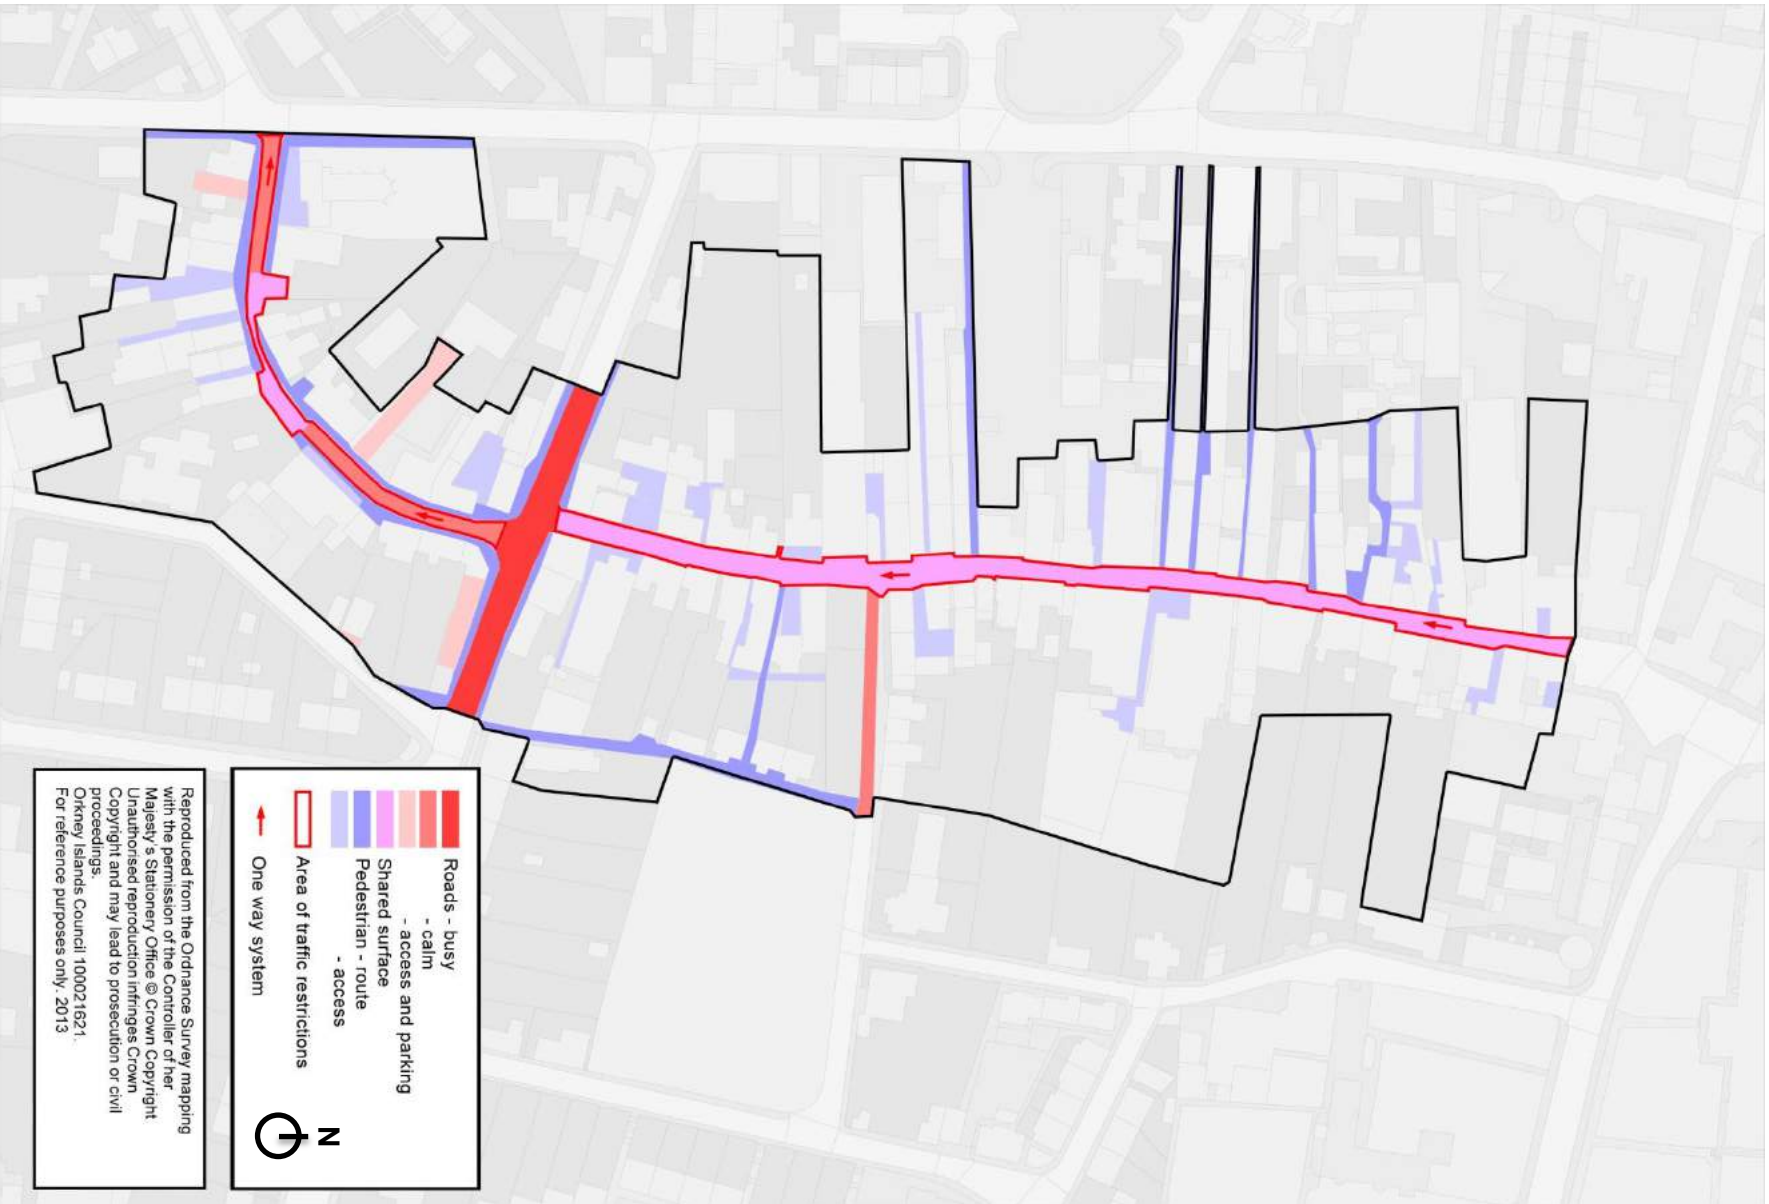 Roads - busy
- calm
- access and parking
Shared surface
Pedestrian - route
- access
Area of traffic restrictions
One way system
N
Reproduced from the Ordnance Survey mapping
with the permission of the Controller of her
Majesty's Stationery Office © Crown Copyright
Unauthorised reproduction infringes Crown
Copyright and may lead to prosecution or civil
proceedings.
Orkney Islands Council 100021621.
For reference purposes only. 2013